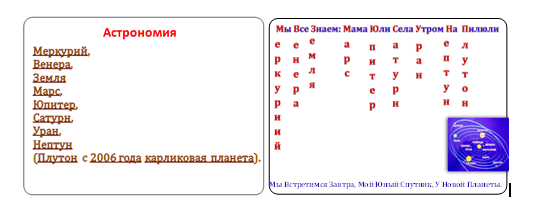 Астрономия
Меркурий,
Венера,
Земля
Марс,
Юпитер,
Сатурн,
Уран,
Нептун
(Плутон с 2006 года карликовая планета).
Мы Все Знаем: Мама Юли Села Утром На Пилюли
еркуриий
енера
емля
арс
питер
атурн
ран
ептун
лутон
Мы Встретимся Завтра, Мой Юный Спутник, У Новой Планеты.